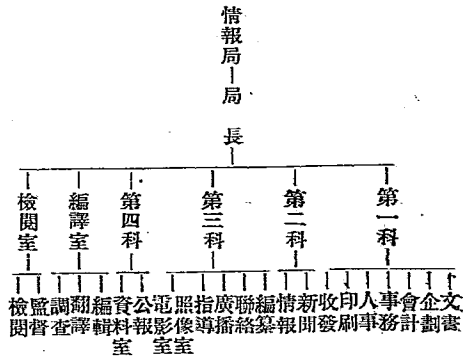 情報局
局長
第一科
第二科
第三科
第四科
編譯室
檢閱室
文書
企劃
會計
事務
人事
印刷
收發
新聞
情報
編纂
聯絡
廣播
指導
照像室
電影室
公報
資料室
編輯
翻譯
調查
監督
檢閱